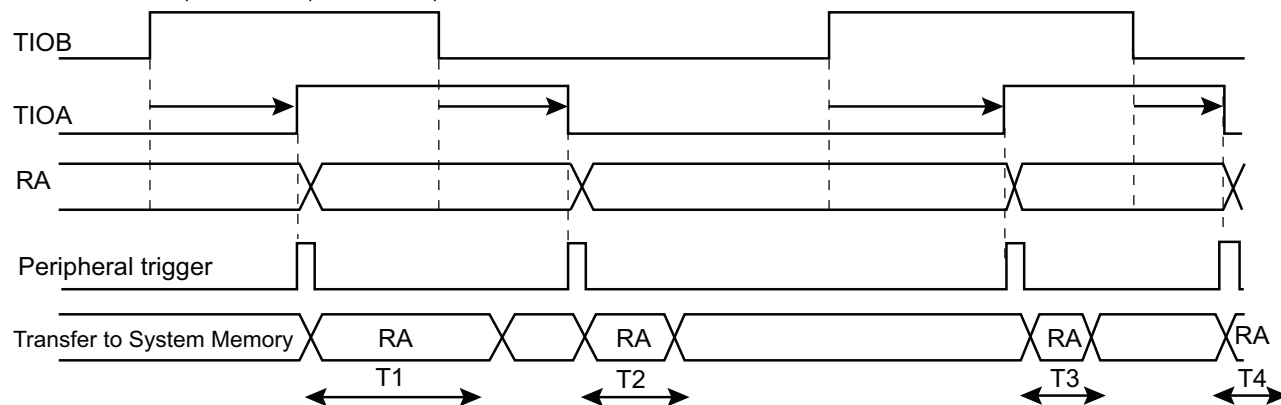 TIOB
TIOA
RA
Peripheral trigger
Transfer to System Memory RA RA RA RA
T1 T2 T3 T4